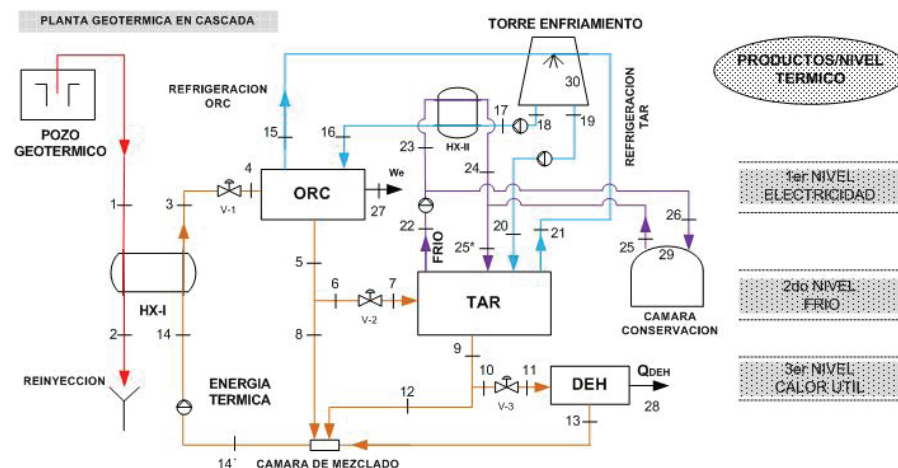 PLANTA GEOTERMICA EN CASCADA
TORRE ENFRIAMIENTO
PRODUCTOS/NIVEL
TERMICO
POZO
GEOTERMICO
REFRIGERACION
ORC
REFRIGERACION
TAR
30
15
16
17
18
19
HX-II
23
24
4
ORC
We
27
V-1
3
1
22
FRIO
25*
20
21
25
26
29
CAMARA
CONSERVACION
1er NIVEL
ELECTRICIDAD
5
6
7
V-2
TAR
HX-I
2do NIVEL
FRIO
2
14
8
9
REINYECCION
ENERGIA
TERMICA
12
10
11
V-3
DEH
QDEH
28
13
3er NIVEL
CALOR UTIL
14´
CAMARA DE MEZCLADO